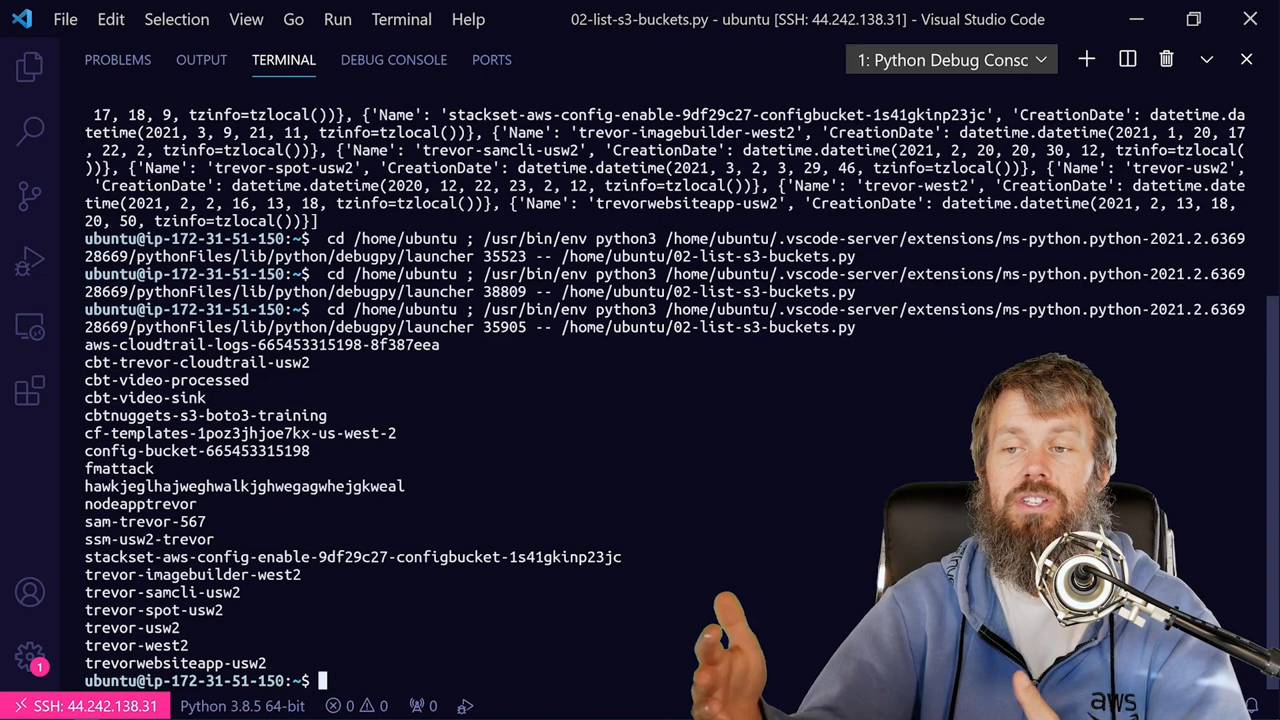 File Edit Selection View Go Run Terminal Help 02-list-s3-buckets.py - ubuntu [SSH: 44.242.138.31] - Visual Studio Code
PROBLEMS OUTPUT TERMINAL DEBUG CONSOLE PORTS 1: Python Debug Consc
17, 18, 9, tzinfo=tzlocal())}, {'Name': 'stackset-aws-config-enable-9df29c27-configbucket-1s41gkinp23jc', 'CreationDate': datetime.da
tetime(2021, 3, 9, 21, 11, tzinfo=tzlocal())}, {'Name': 'trevor-imagebuilder-west2', 'CreationDate': datetime.datetime(2021, 1, 20, 17
, 22, 2, tzinfo=tzlocal())}, {'Name': 'trevor-samcli-usw2', 'CreationDate': datetime.datetime(2021, 2, 20, 20, 30, 12, tzinfo=tzlocal(
))}, {'Name': 'trevor-spot-usw2', 'CreationDate': datetime.datetime(2021, 3, 2, 3, 29, 46, tzinfo=tzlocal())}, {'Name': 'trevor-usw2',
'CreationDate': datetime.datetime(2020, 12, 22, 23, 2, 12, tzinfo=tzlocal())}, {'Name': 'trevor-west2', 'CreationDate': datetime.date
time(2021, 2, 2, 16, 13, 18, tzinfo=tzlocal())}, {'Name': 'trevorwebsiteapp-usw2', 'CreationDate': datetime.datetime(2021, 2, 13, 18,
20, 50, tzinfo=tzlocal())}]
ubuntu@ip-172-31-51-150:~$ cd /home/ubuntu ; /usr/bin/env python3 /home/ubuntu/.vscode-server/extensions/ms-python.python-2021.2.6369
28669/pythonFiles/lib/python/debugpy/launcher 35523 -- /home/ubuntu/02-list-s3-buckets.py
ubuntu@ip-172-31-51-150:~$ cd /home/ubuntu ; /usr/bin/env python3 /home/ubuntu/.vscode-server/extensions/ms-python.python-2021.2.6369
28669/pythonFiles/lib/python/debugpy/launcher 38809 -- /home/ubuntu/02-list-s3-buckets.py
ubuntu@ip-172-31-51-150:~$ cd /home/ubuntu ; /usr/bin/env python3 /home/ubuntu/.vscode-server/extensions/ms-python.python-2021.2.6369
28669/pythonFiles/lib/python/debugpy/launcher 35905 -- /home/ubuntu/02-list-s3-buckets.py
aws-cloudtrail-logs-665453315198-8f387eea
cbt-trevor-cloudtrail-usw2
cbt-video-processed
cbt-video-sink
cbtnuggets-s3-boto3-training
cf-templates-1poz3jhjoe7kx-us-west-2
config-bucket-665453315198
fmattack
hawkjeglhajweghwalkjghwegagwhejgkweal
nodeapptrevor
sam-trevor-567
ssm-usw2-trevor
stackset-aws-config-enable-9df29c27-configbucket-1s41gkinp23jc
trevor-imagebuilder-west2
trevor-samcli-usw2
trevor-spot-usw2
trevor-usw2
trevor-west2
trevorwebsiteapp-usw2
ubuntu@ip-172-31-51-150:~$
1
SSH: 44.242.138.31 Python 3.8.5 64-bit 0 0 0
aws